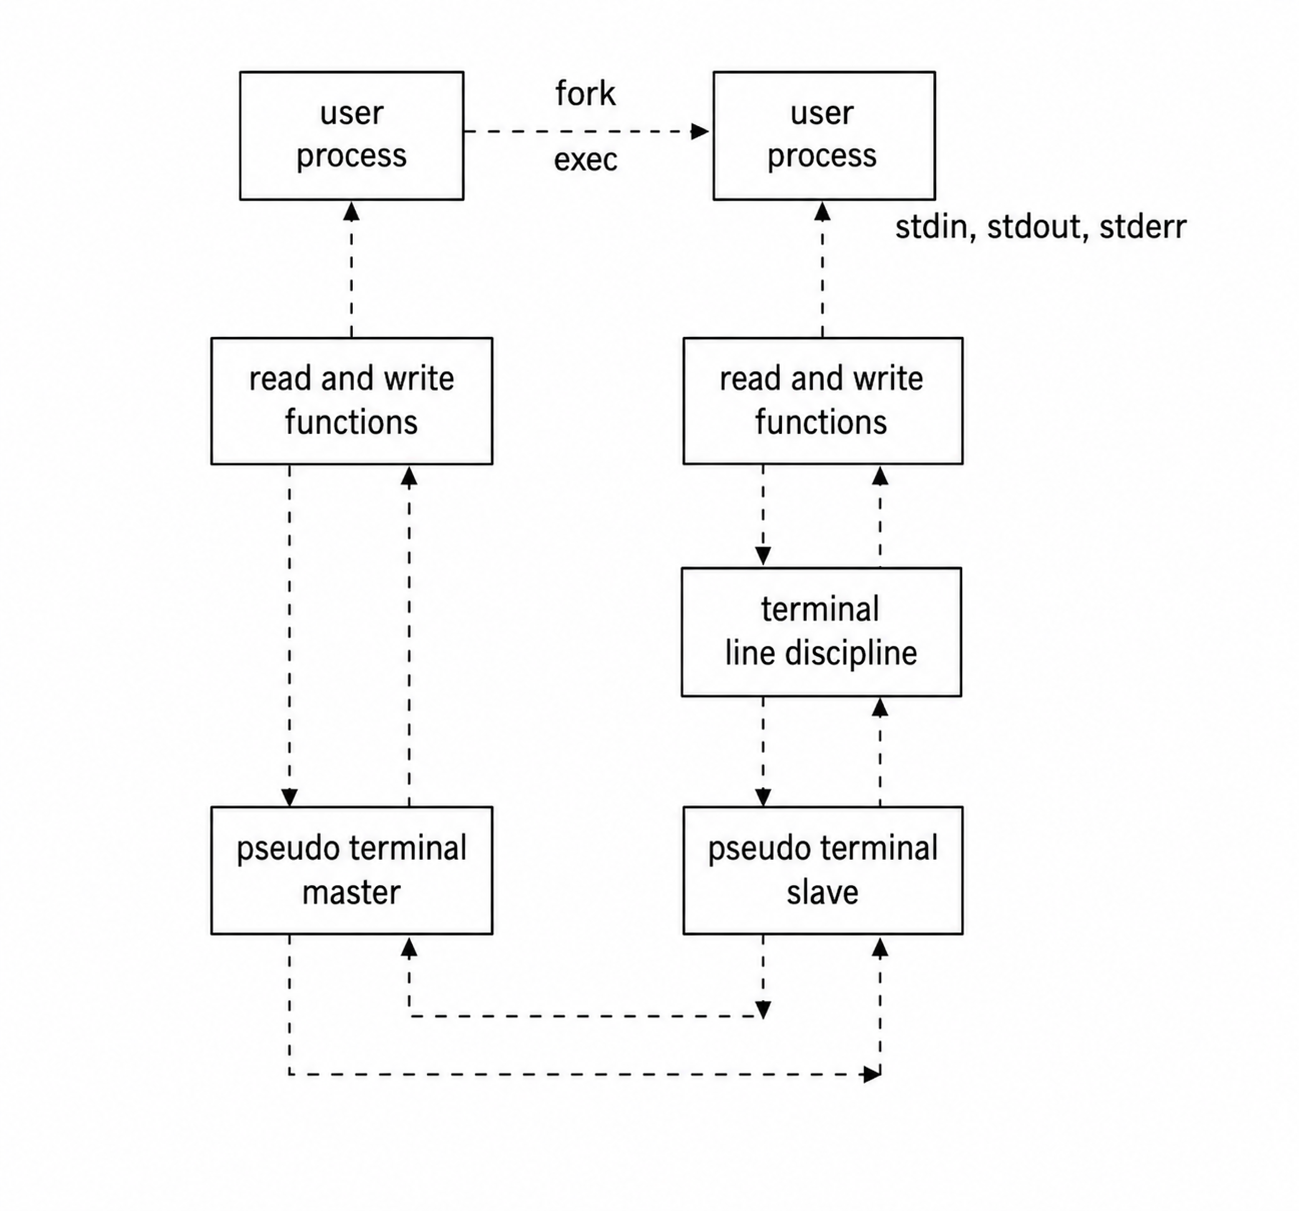 user
process
fork
exec
user
process
stdin, stdout, stderr
read and write
functions
read and write
functions
terminal
line discipline
pseudo terminal
master
pseudo terminal
slave